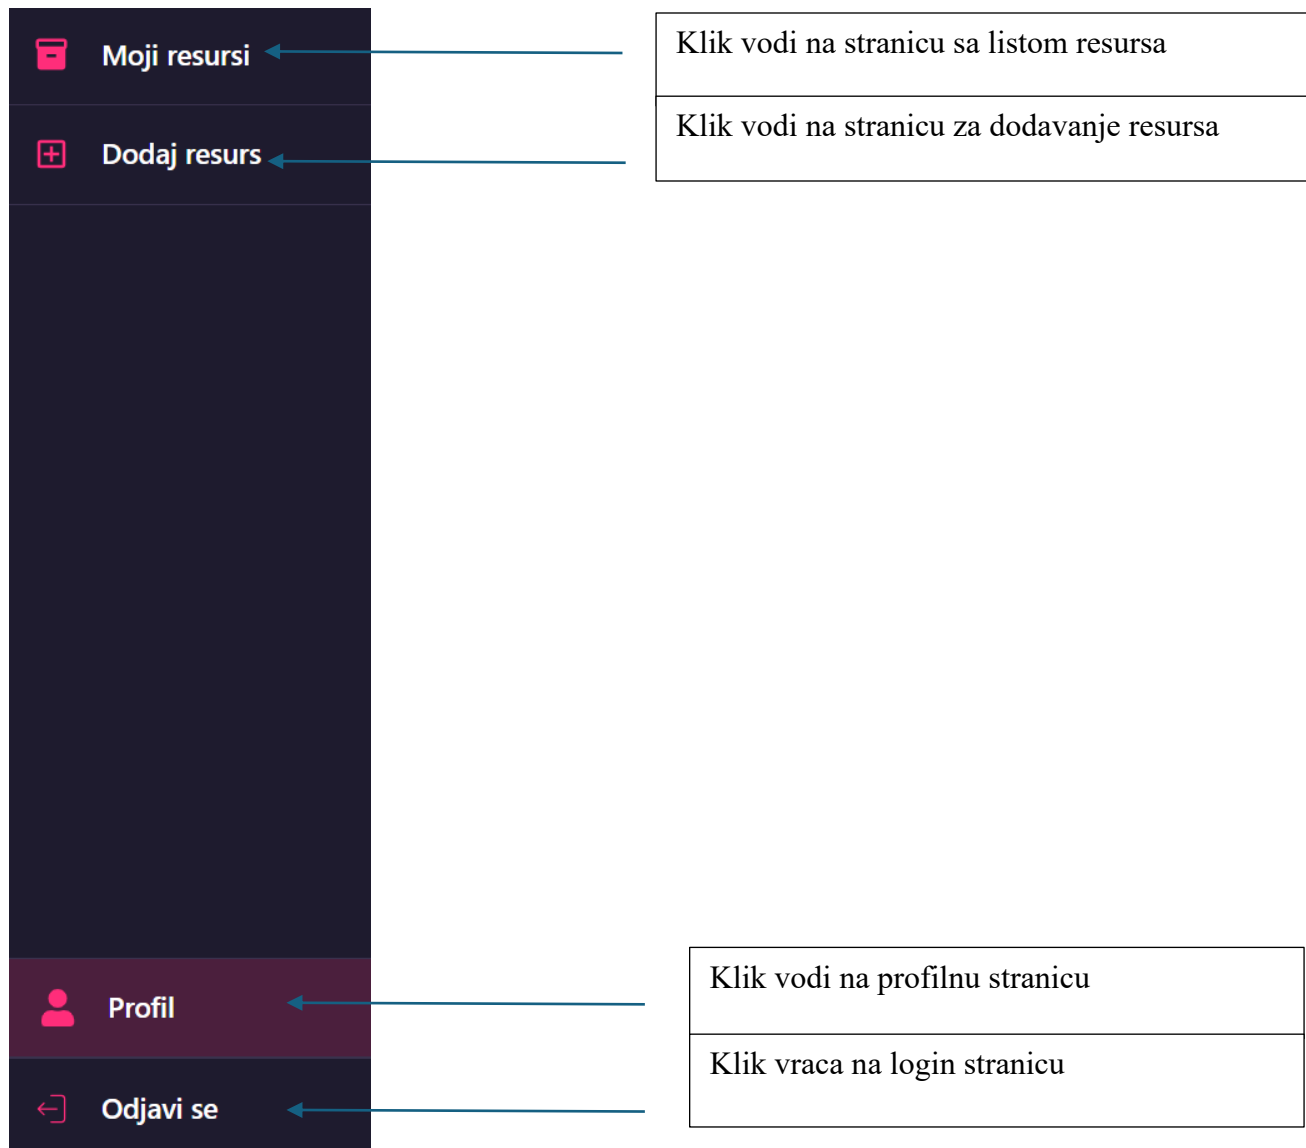 Moji resursi
Klik vodi na stranicu sa listom resursa
Dodaj resurs
Klik vodi na stranicu za dodavanje resursa
Profil
Klik vodi na profilnu stranicu
Odjavi se
Klik vraca na login stranicu